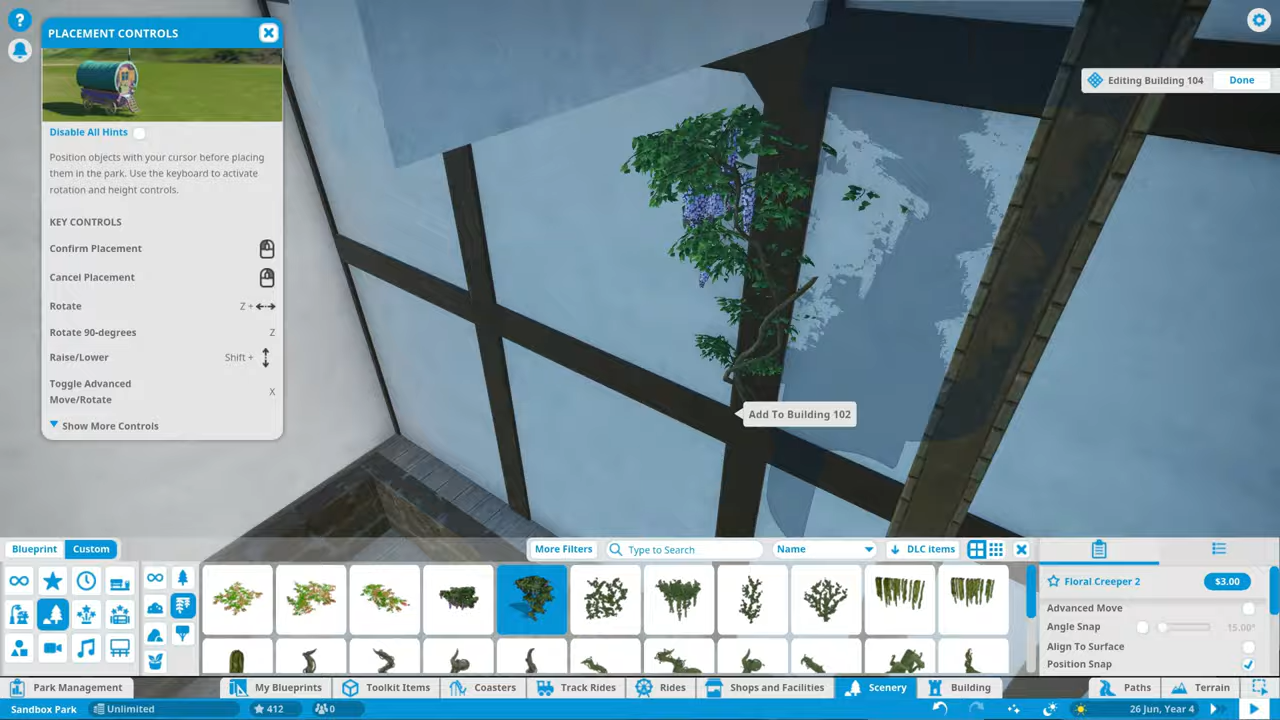 ?
PLACEMENT CONTROLS
Disable All Hints
Position objects with your cursor before placing
them in the park. Use the keyboard to activate
rotation and height controls.
KEY CONTROLS
Confirm Placement
Cancel Placement
Rotate Z +
Rotate 90-degrees Z
Raise/Lower Shift +
Toggle Advanced
Move/Rotate X
Show More Controls
Editing Building 104 Done
Add To Building 102
Blueprint Custom
More Filters Type to Search Name DLC items
Floral Creeper 2 $3.00
Advanced Move
Angle Snap 15.00°
Align To Surface
Position Snap
Park Management My Blueprints Toolkit Items Coasters Track Rides Rides Shops and Facilities Scenery Building Paths Terrain
Sandbox Park Unlimited 412 0 26 Jun, Year 4